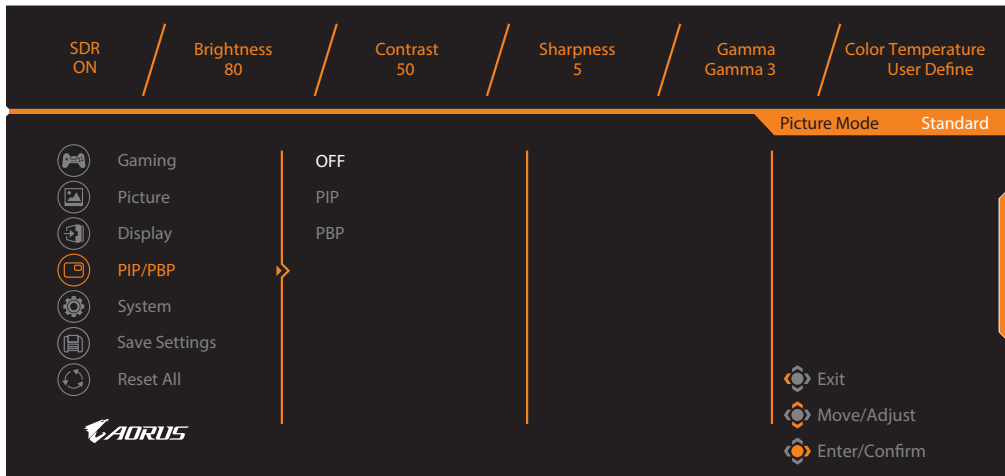 SDR
ON
Brightness
80
Contrast
50
Sharpness
5
Gamma
Gamma 3
Color Temperature
User Define
Picture Mode Standard
Gaming
Picture
Display
PIP/PBP
System
Save Settings
Reset All
OFF
PIP
PBP
Exit
Move/Adjust
Enter/Confirm
AORUS